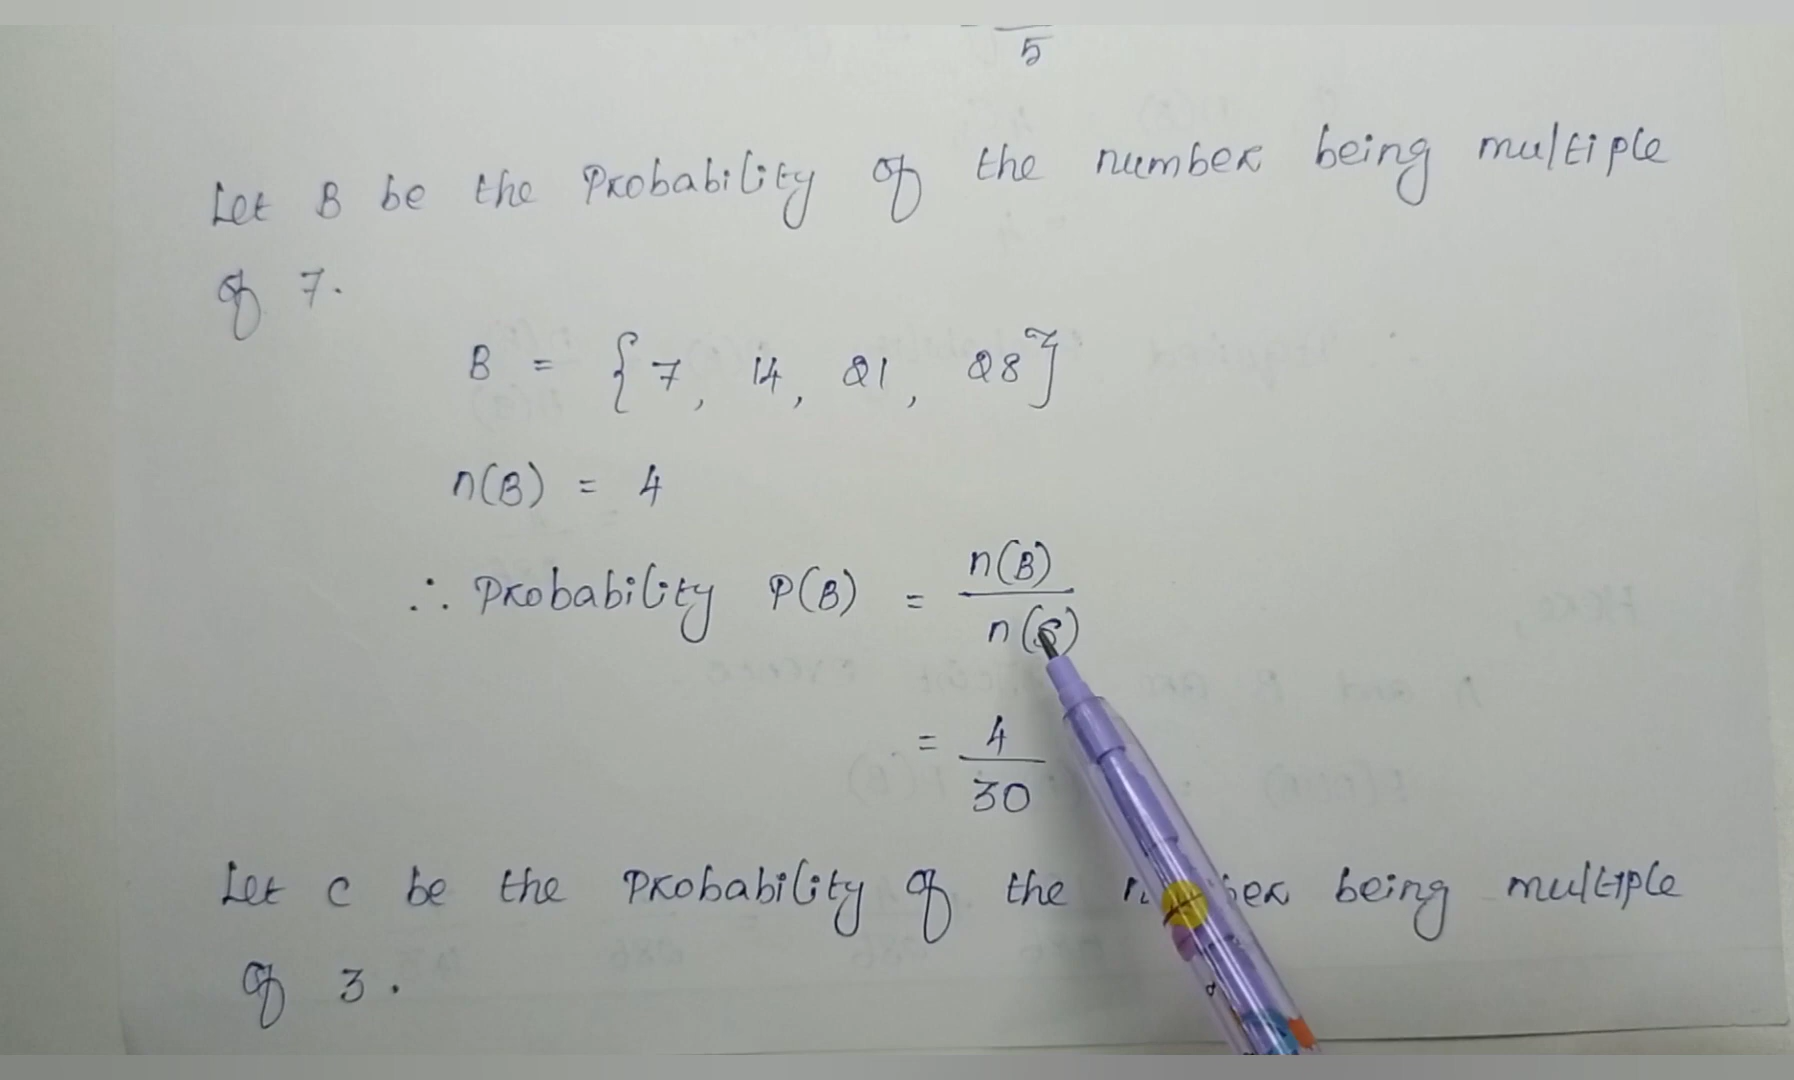 5
Let B be the Probability of the number being multiple
of 7.
B = {7, 14, 21, 28}
n(B) = 4
∴ Probability P(B) = n(B)
n(S)
= 4
30
Let C be the Probability of the being multiple
of 3.